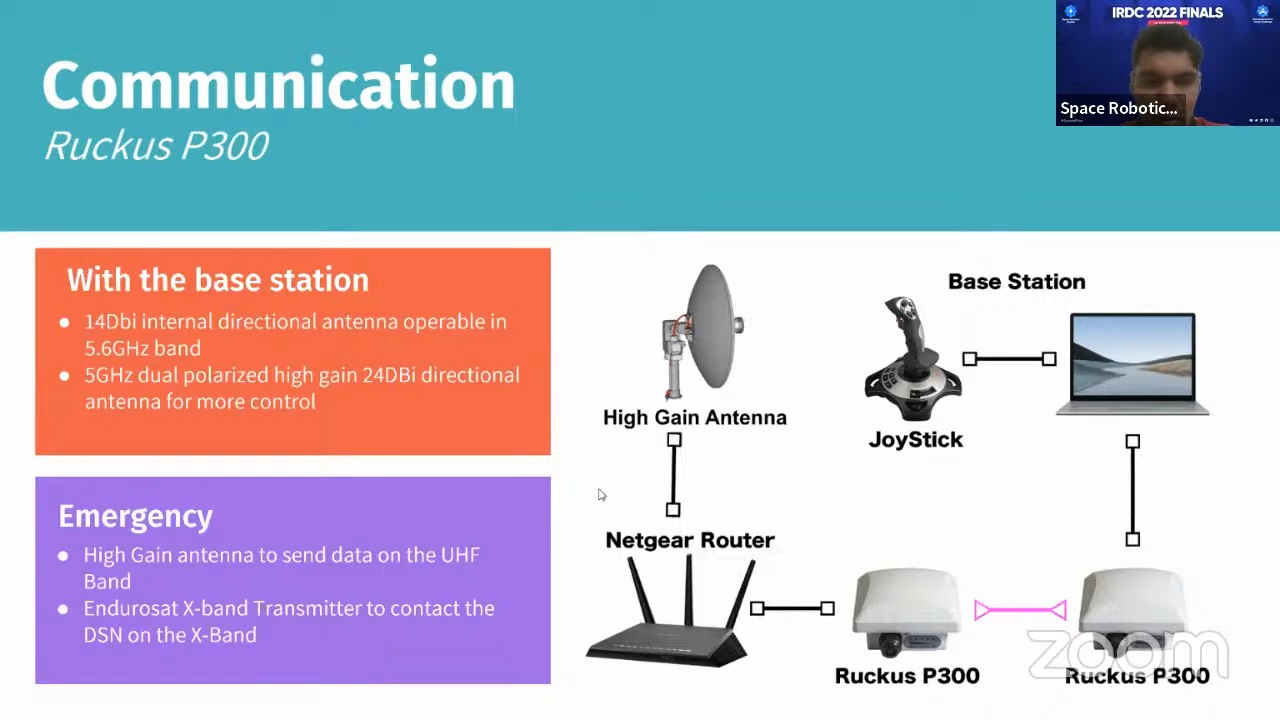 Communication
Ruckus P300
IRDC 2022 FINALS
Space Robotic...
With the base station
● 14Dbi internal directional antenna operable in
5.6GHz band
● 5GHz dual polarized high gain 24DBi directional
antenna for more control
Emergency
● High Gain antenna to send data on the UHF
Band
● Endurosat X-band Transmitter to contact the
DSN on the X-Band
Base Station
High Gain Antenna
JoyStick
Netgear Router
Ruckus P300
Ruckus P300
zoom